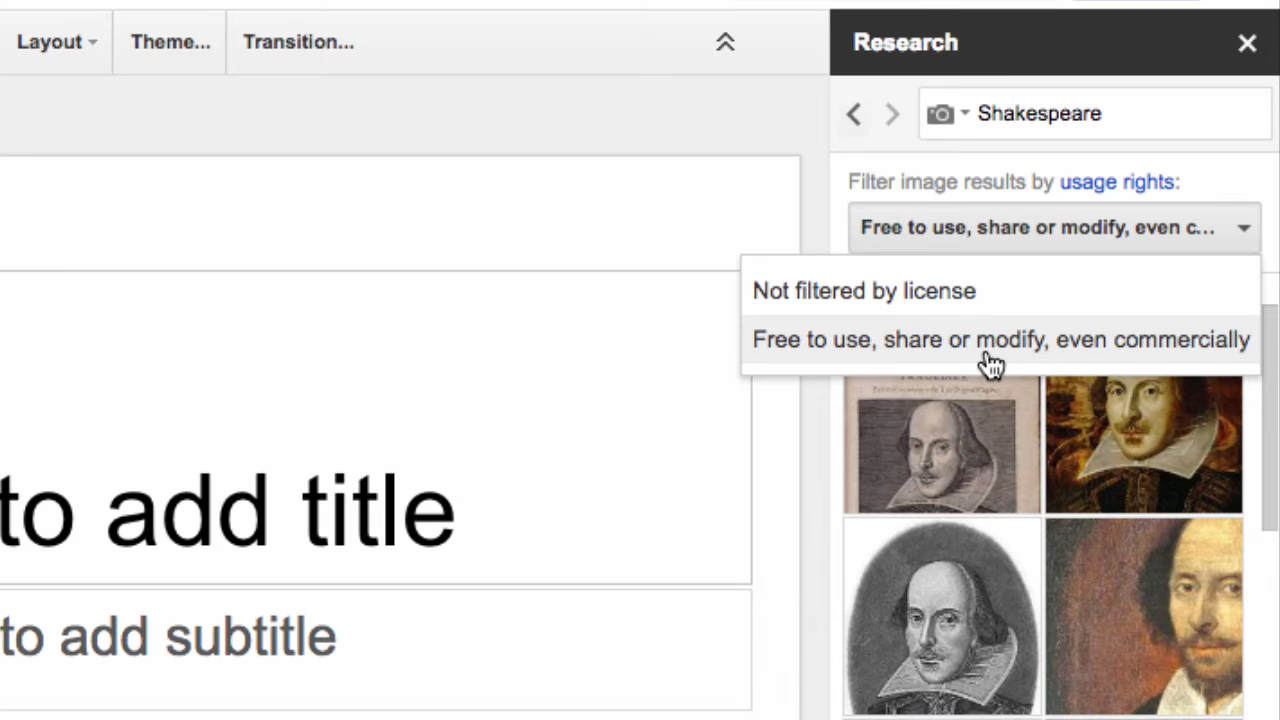 Layout Theme... Transition...
Research
Shakespeare
Filter image results by usage rights:
Free to use, share or modify, even c...
Not filtered by license
Free to use, share or modify, even commercially
to add title
to add subtitle